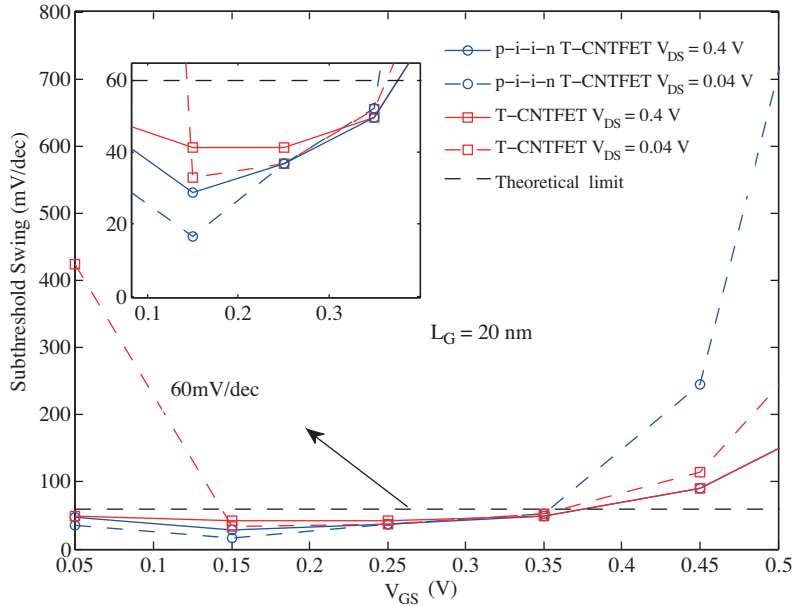 800
700
600
500
400
300
200
100
0
Subthreshold Swing (mV/dec)
0.05
0.1
0.15
0.2
0.25
0.3
0.35
0.4
0.45
0.5
V_GS (V)
60
40
20
0
0.1
0.2
0.3
p−i−i−n T−CNTFET V_DS = 0.4 V
p−i−i−n T−CNTFET V_DS = 0.04 V
T−CNTFET V_DS = 0.4 V
T−CNTFET V_DS = 0.04 V
Theoretical limit
L_G = 20 nm
60mV/dec